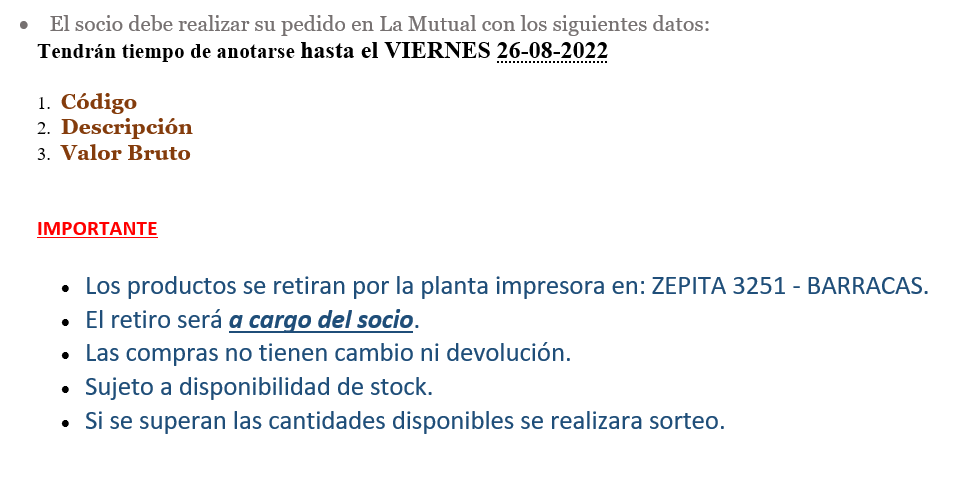 • El socio debe realizar su pedido en La Mutual con los siguientes datos:
Tendrán tiempo de anotarse hasta el VIERNES 26-08-2022
1. Código
2. Descripción
3. Valor Bruto
IMPORTANTE
• Los productos se retiran por la planta impresora en: ZEPITA 3251 - BARRACAS.
• El retiro será a cargo del socio.
• Las compras no tienen cambio ni devolución.
• Sujeto a disponibilidad de stock.
• Si se superan las cantidades disponibles se realizara sorteo.